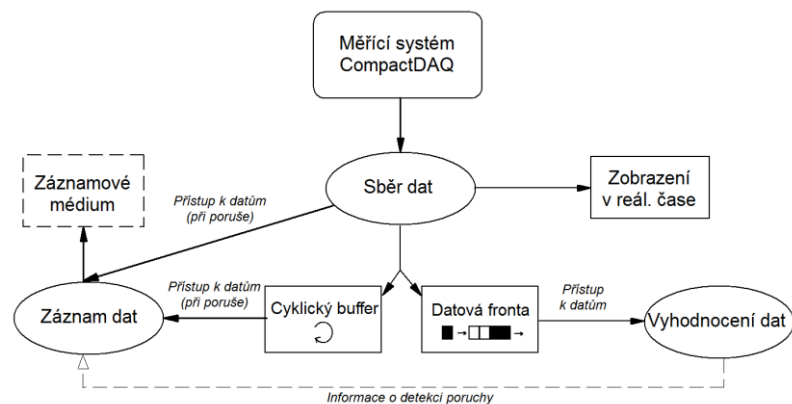 Měřící systém
CompactDAQ
Sběr dat
Zobrazení
v reál. čase
Záznamové
médium
Přístup k datům
(při poruše)
Přístup k datům
(při poruše)
Záznam dat
Cyklický buffer
Datová fronta
Přístup
k datům
Vyhodnocení dat
Informace o detekci poruchy